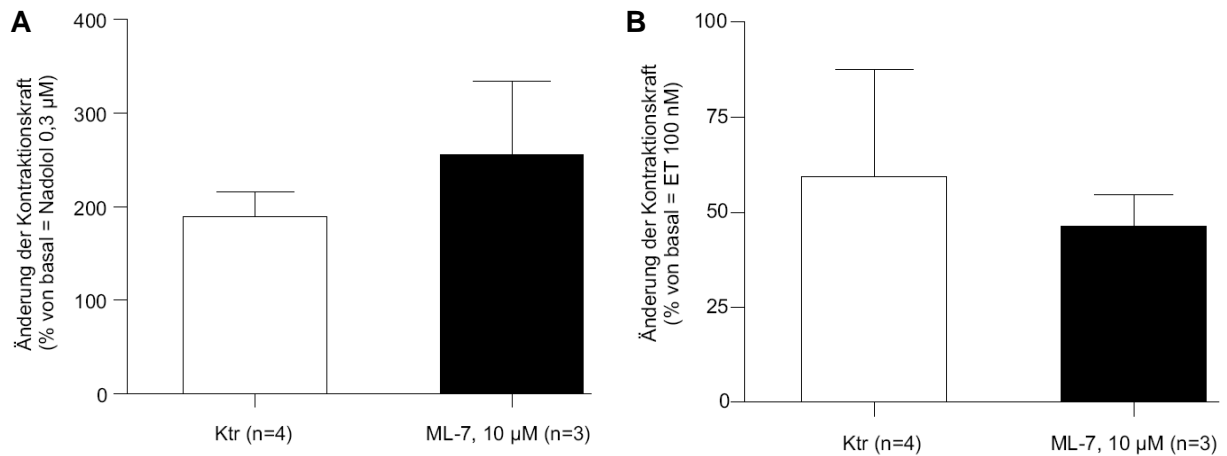 A
Änderung der Kontraktionskraft
(% von basal = Nadolol 0,3 µM)
400
300
200
100
0
Ktr (n=4)
ML-7, 10 µM (n=3)
B
Änderung der Kontraktionskraft
(% von basal = ET 100 nM)
100
75
50
25
0
Ktr (n=4)
ML-7, 10 µM (n=3)